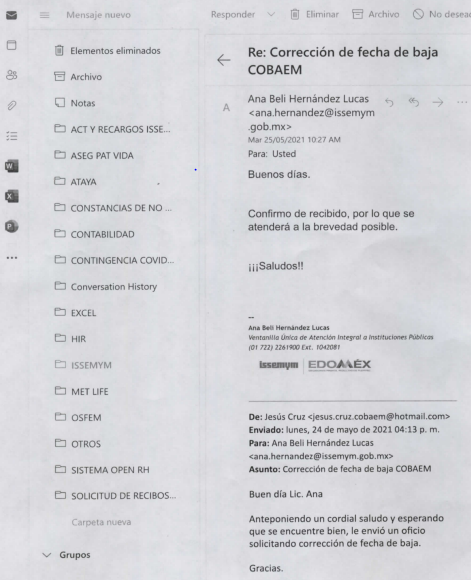 Mensaje nuevo
Responder
Eliminar
Archivo
Elementos eliminados
Archivo
Notas
ACT Y RECARGOS ISSE...
ASEG PAT VIDA
ATAYA
CONSTANCIAS DE NO ...
CONTABILIDAD
CONTINGENCIA COVID...
Conversation History
EXCEL
HIR
ISSEMYM
MET LIFE
OSFEM
OTROS
SISTEMA OPEN RH
SOLICITUD DE RECIBOS...
Carpeta nueva
Grupos
W
X
P
Re: Corrección de fecha de baja
COBAEM
A
Ana Beli Hernández Lucas
<ana.hernandez@issemym
.gob.mx>
Mar 25/05/2021 10:27 AM
Para: Usted
Buenos días.
Confirmo de recibido, por lo que se
atenderá a la brevedad posible.
¡¡¡Saludos!!
--
Ana Beli Hernández Lucas
Ventanilla Única de Atención Integral a Instituciones Públicas
(01 722) 2261900 Ext. 1042081
issemym EDOMÉX
De: Jesús Cruz <jesus.cruz.cobaem@hotmail.com>
Enviado: lunes, 24 de mayo de 2021 04:13 p. m.
Para: Ana Beli Hernández Lucas
<ana.hernandez@issemym.gob.mx>
Asunto: Corrección de fecha de baja COBAEM
Buen día Lic. Ana
Anteponiendo un cordial saludo y esperando
que se encuentre bien, le envió un oficio
solicitando corrección de fecha de baja.
Gracias.